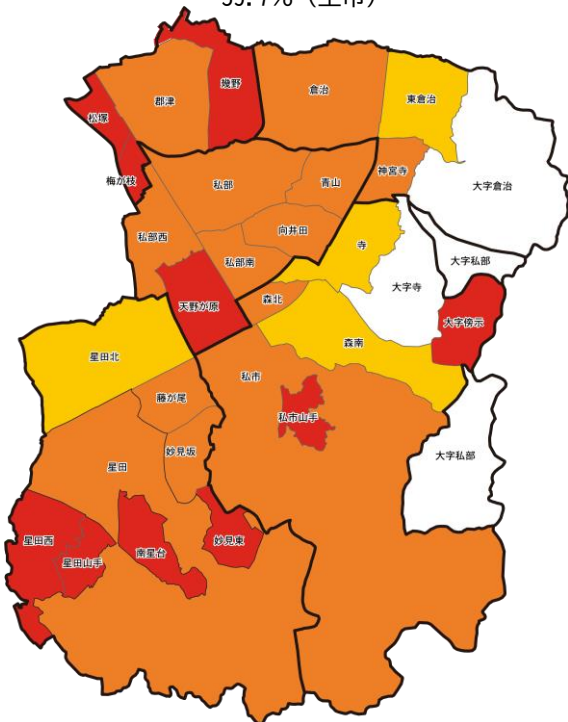 幾野
郡津
倉治
東倉治
松塚
梅が枝
私部
青山
神宮寺
大字倉治
私部西
向井田
寺
私部南
大字私部
天野が原
森北
大字寺
大字傍示
星田北
森南
私市
藤が尾
私市山手
妙見坂
大字私部
星田
星田西
南星台
妙見東
星田山手